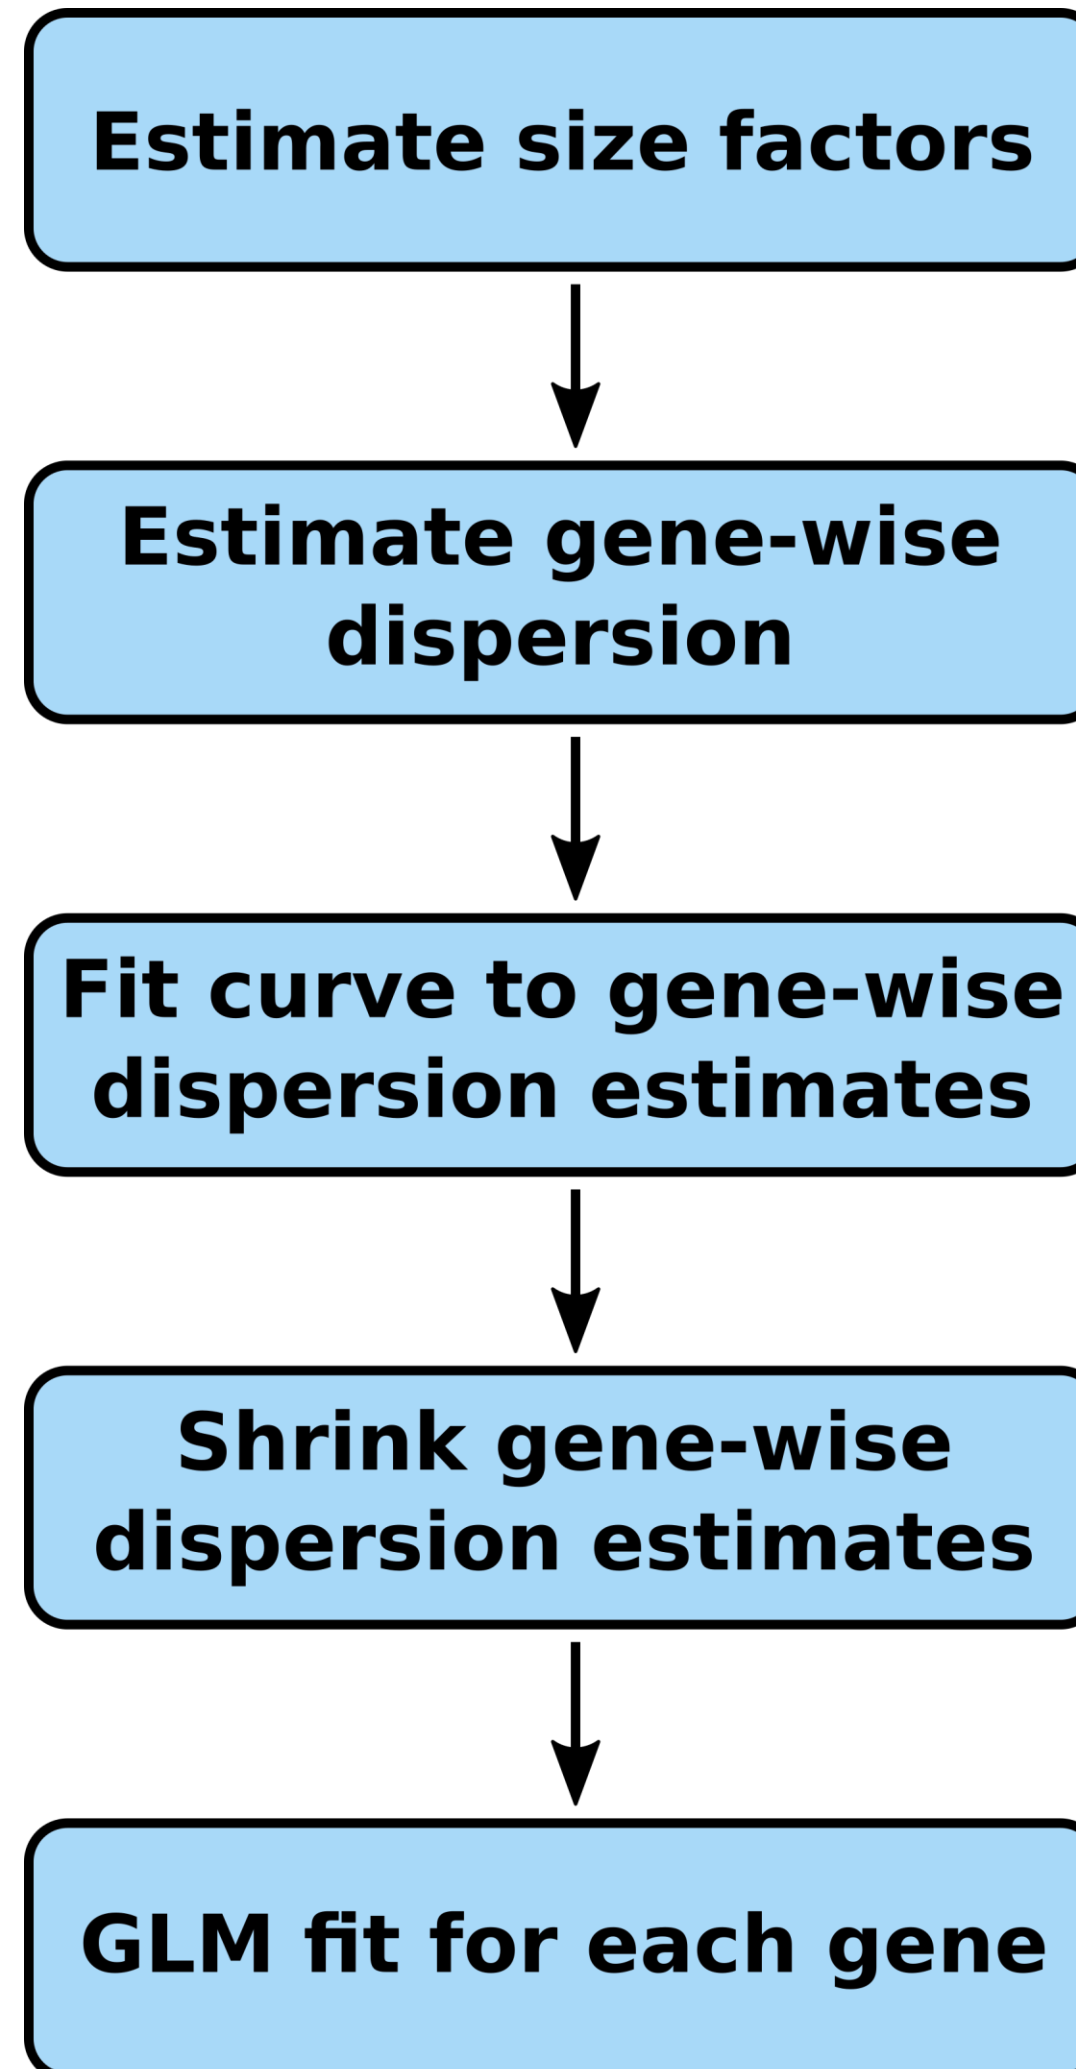 Estimate size factors
Estimate gene-wise
dispersion
Fit curve to gene-wise
dispersion estimates
Shrink gene-wise
dispersion estimates
GLM fit for each gene